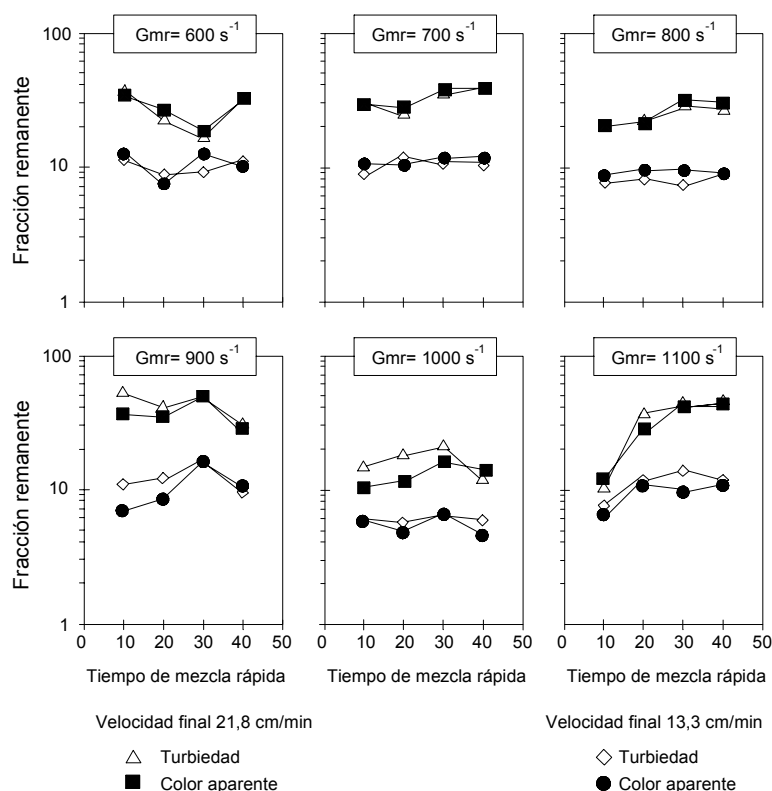 Gmr= 600 s⁻¹ Gmr= 700 s⁻¹ Gmr= 800 s⁻¹
100
10
1
Fracción remanente
Gmr= 900 s⁻¹ Gmr= 1000 s⁻¹ Gmr= 1100 s⁻¹
100
10
1
Fracción remanente
0 10 20 30 40 50 0 10 20 30 40 50 0 10 20 30 40 50
Tiempo de mezcla rápida Tiempo de mezcla rápida Tiempo de mezcla rápida
Velocidad final 21,8 cm/min Velocidad final 13,3 cm/min
Turbiedad Turbiedad
Color aparente Color aparente